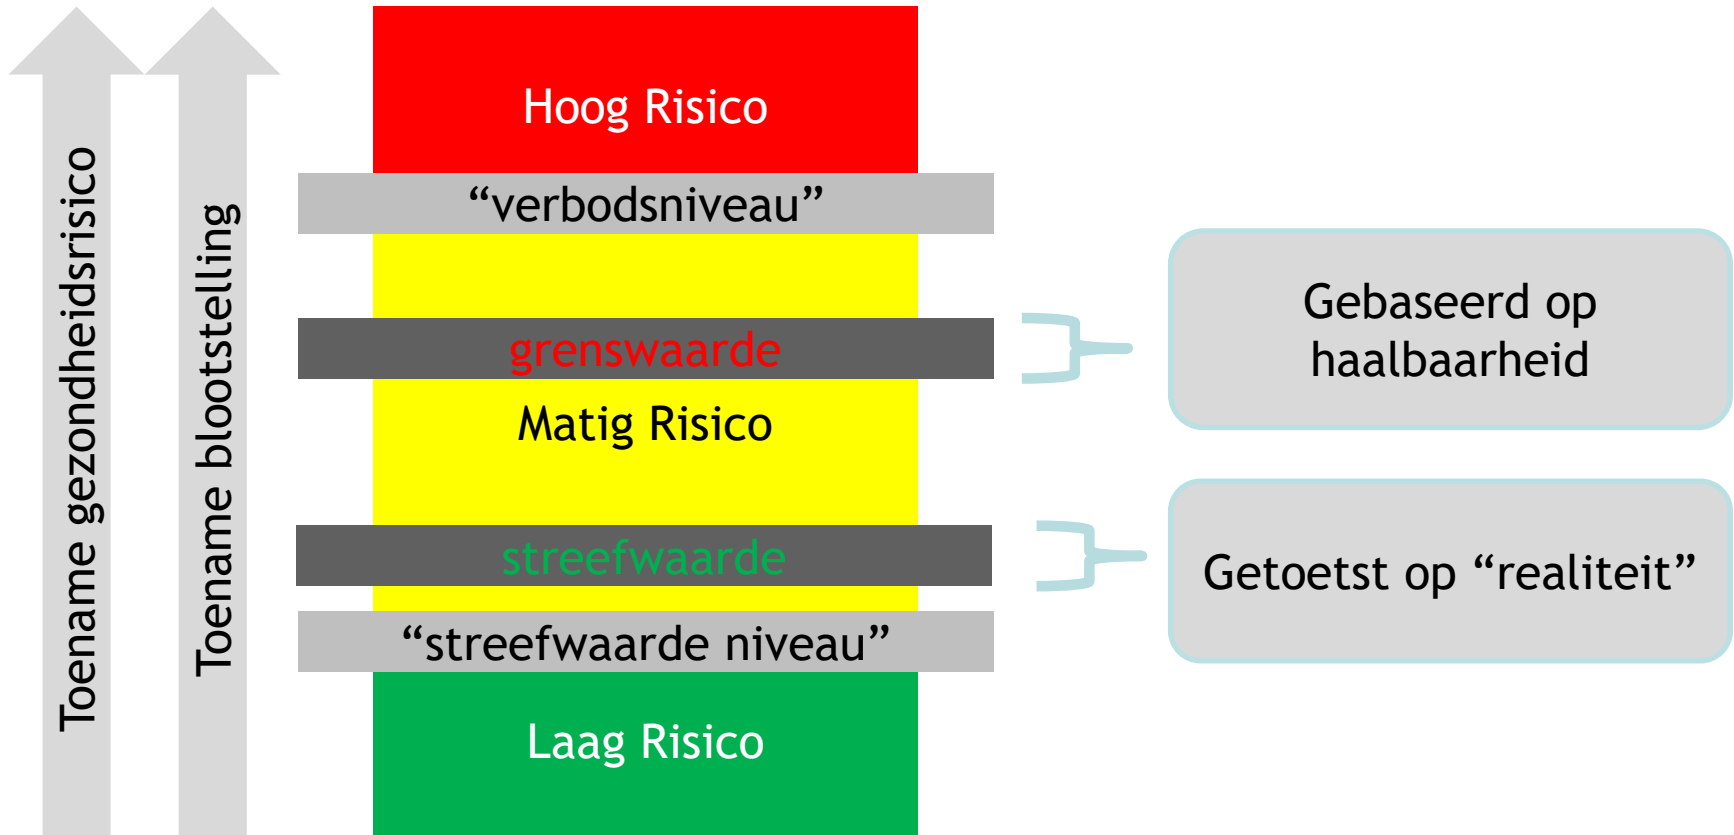 Toename gezondheidsrisico
Toename blootstelling
Hoog Risico
“verbodsniveau”
grenswaarde
Matig Risico
streefwaarde
“streefwaarde niveau”
Laag Risico
Gebaseerd op
haalbaarheid
Getoetst op “realiteit”